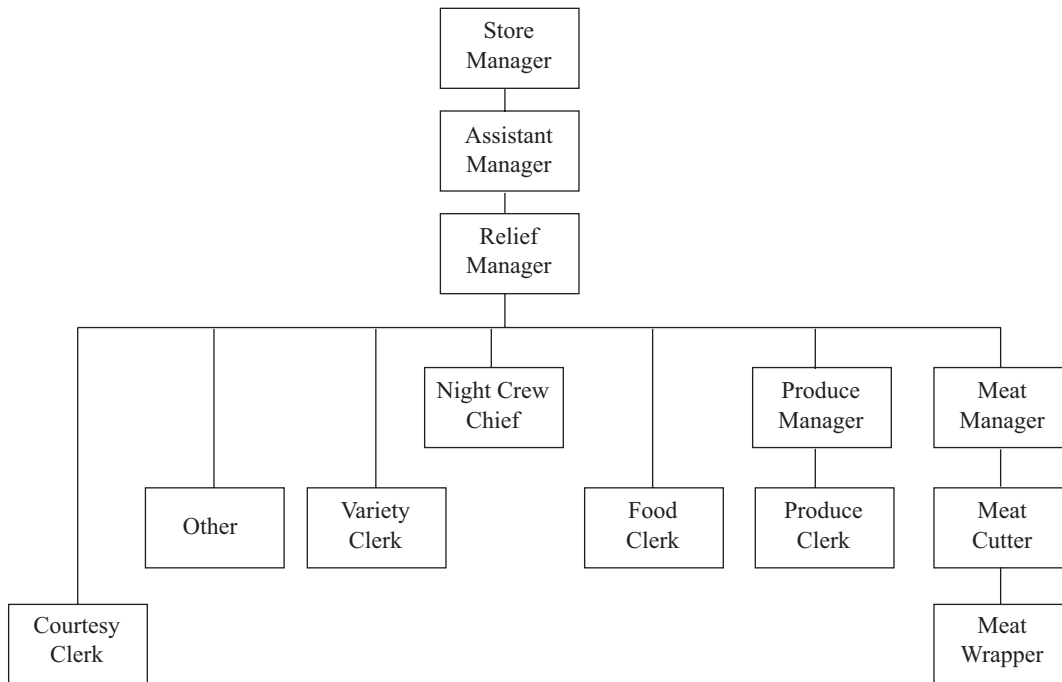 Store
Manager
Assistant
Manager
Relief
Manager
Night Crew
Chief
Produce
Manager
Meat
Manager
Other
Variety
Clerk
Food
Clerk
Produce
Clerk
Meat
Cutter
Courtesy
Clerk
Meat
Wrapper